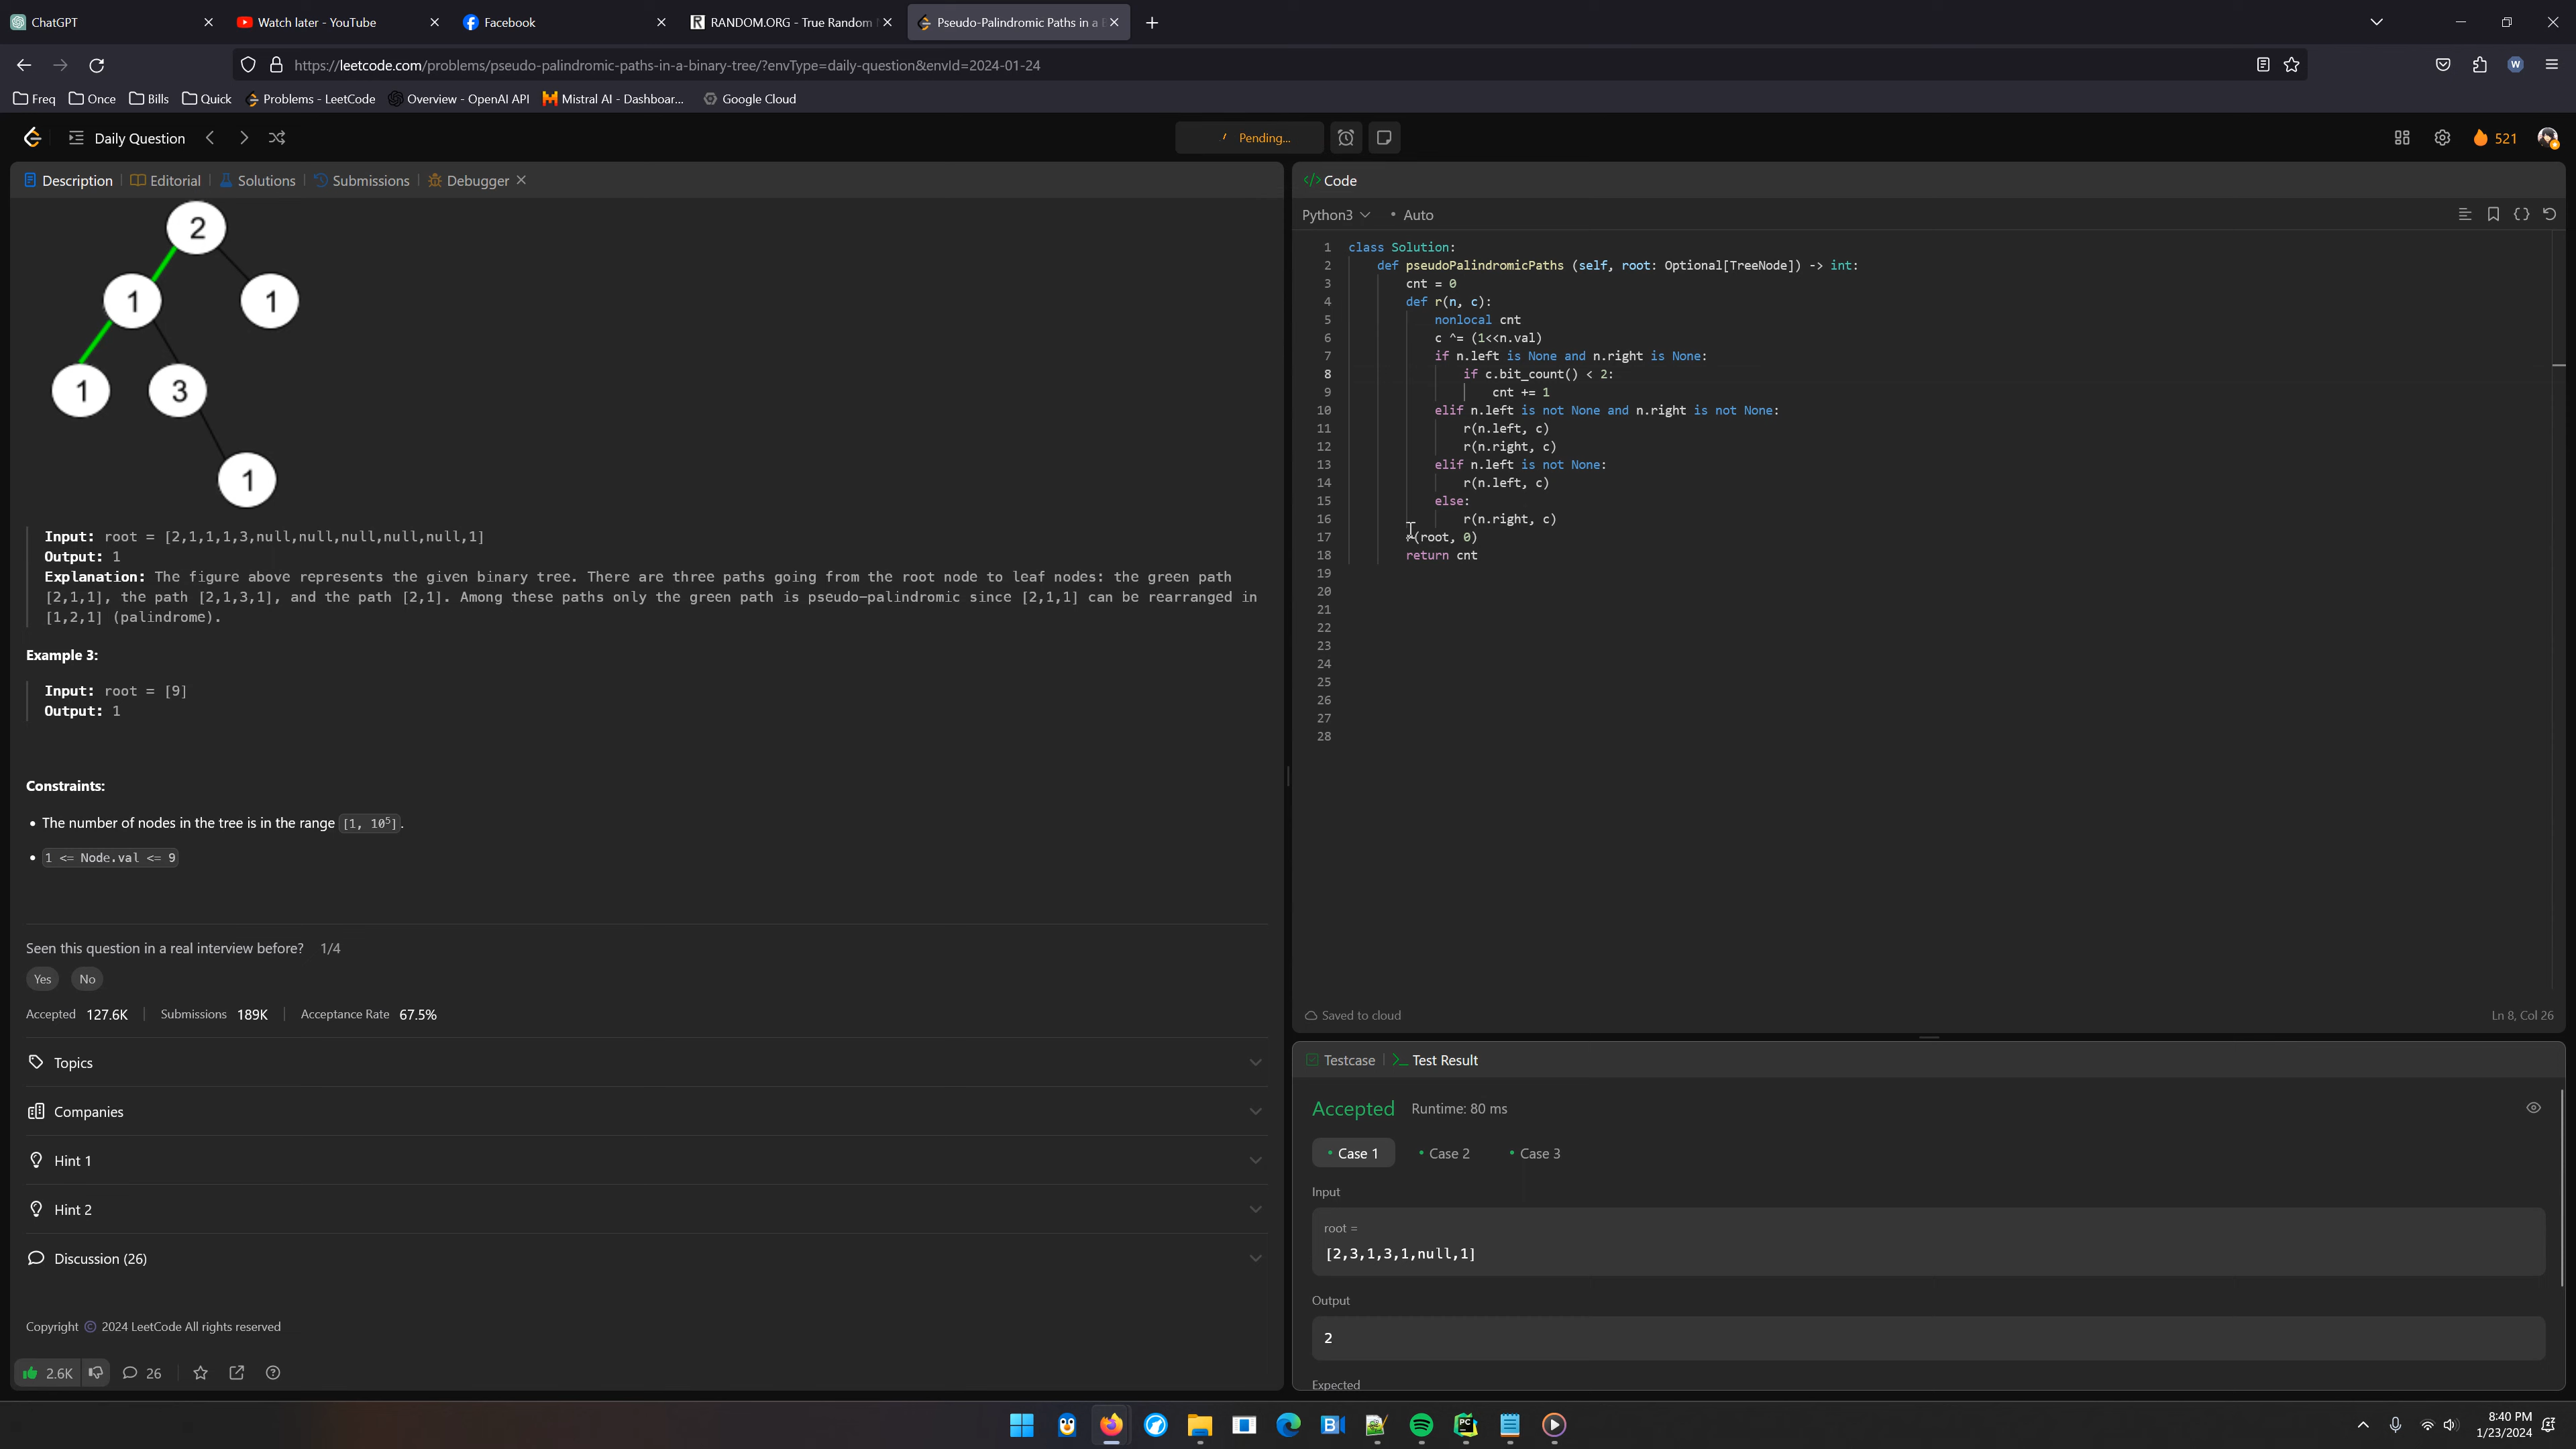 ChatGPT
Watch later - YouTube
Facebook
RANDOM.ORG - True Random
Pseudo-Palindromic Paths in a B
https://leetcode.com/problems/pseudo-palindromic-paths-in-a-binary-tree/?envType=daily-question&envId=2024-01-24
W
Freq
Once
Bills
Quick
Problems - LeetCode
Overview - OpenAI API
Mistral AI - Dashboar...
Google Cloud
Daily Question
Pending...
521
Description
Editorial
Solutions
Submissions
Debugger
2
1
1
1
3
1
Input: root = [2,1,1,1,3,null,null,null,null,null,1]
Output: 1
Explanation: The figure above represents the given binary tree. There are three paths going from the root node to leaf nodes: the green path
[2,1,1], the path [2,1,3,1], and the path [2,1]. Among these paths only the green path is pseudo-palindromic since [2,1,1] can be rearranged in
[1,2,1] (palindrome).
Example 3:
Input: root = [9]
Output: 1
Constraints:
• The number of nodes in the tree is in the range [1, 10⁵].
• 1 <= Node.val <= 9
Seen this question in a real interview before? 1/4
Yes No
Accepted 127.6K Submissions 189K Acceptance Rate 67.5%
Topics
Companies
Hint 1
Hint 2
Discussion (26)
Copyright © 2024 LeetCode All rights reserved
2.6K 26
</> Code
Python3 • Auto
1 class Solution:
2 def pseudoPalindromicPaths (self, root: Optional[TreeNode]) -> int:
3 cnt = 0
4 def r(n, c):
5 nonlocal cnt
6 c ^= (1<<n.val)
7 if n.left is None and n.right is None:
8 if c.bit_count() < 2:
9 cnt += 1
10 elif n.left is not None and n.right is not None:
11 r(n.left, c)
12 r(n.right, c)
13 elif n.left is not None:
14 r(n.left, c)
15 else:
16 r(n.right, c)
17 r(root, 0)
18 return cnt
19
20
21
22
23
24
25
26
27
28
Saved to cloud
Ln 8, Col 26
Testcase
Test Result
Accepted Runtime: 80 ms
• Case 1 • Case 2 • Case 3
Input
root =
[2,3,1,3,1,null,1]
Output
2
Expected
B
PC
8:40 PM
1/23/2024